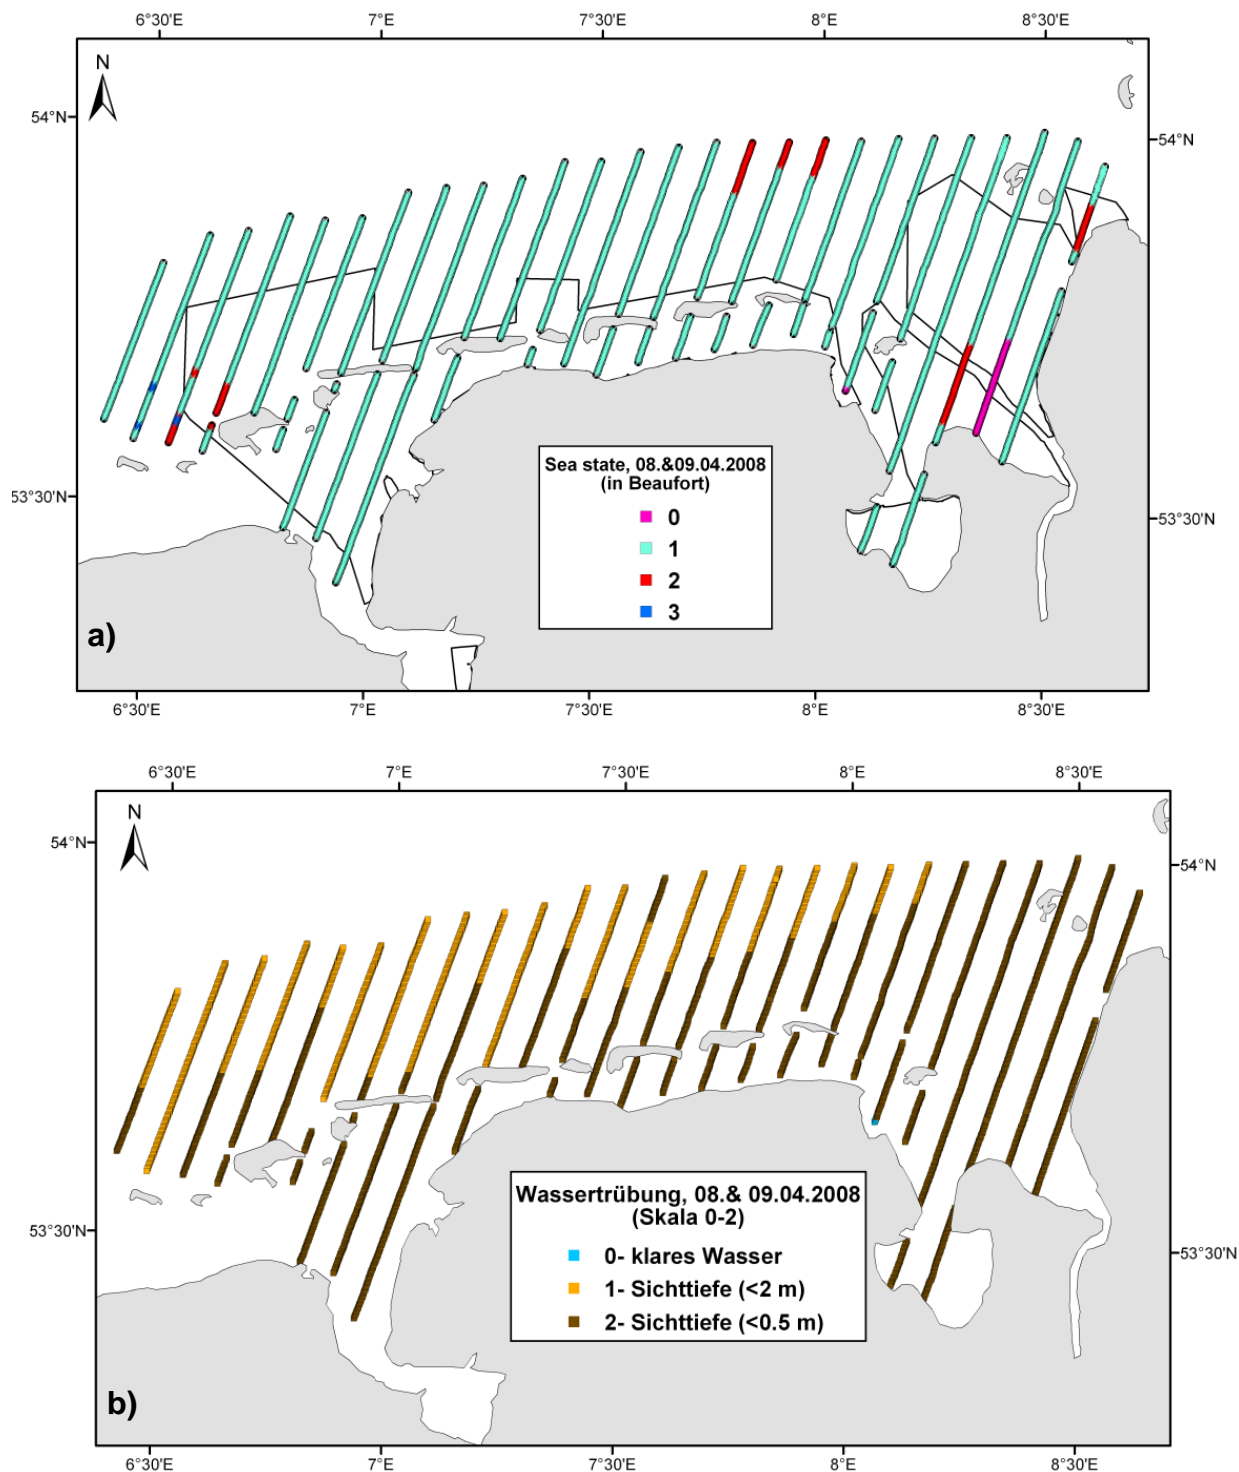 6°30'E 7°E 7°30'E 8°E 8°30'E
N
54°N
54°N
Sea state, 08.&09.04.2008
(in Beaufort)
0
1
2
3
53°30'N
53°30'N
a)
6°30'E 7°E 7°30'E 8°E 8°30'E
6°30'E 7°E 7°30'E 8°E 8°30'E
N
54°N
54°N
Wassertrübung, 08.& 09.04.2008
(Skala 0-2)
0- klares Wasser
1- Sichttiefe (<2 m)
2- Sichttiefe (<0.5 m)
53°30'N
53°30'N
b)
6°30'E 7°E 7°30'E 8°E 8°30'E